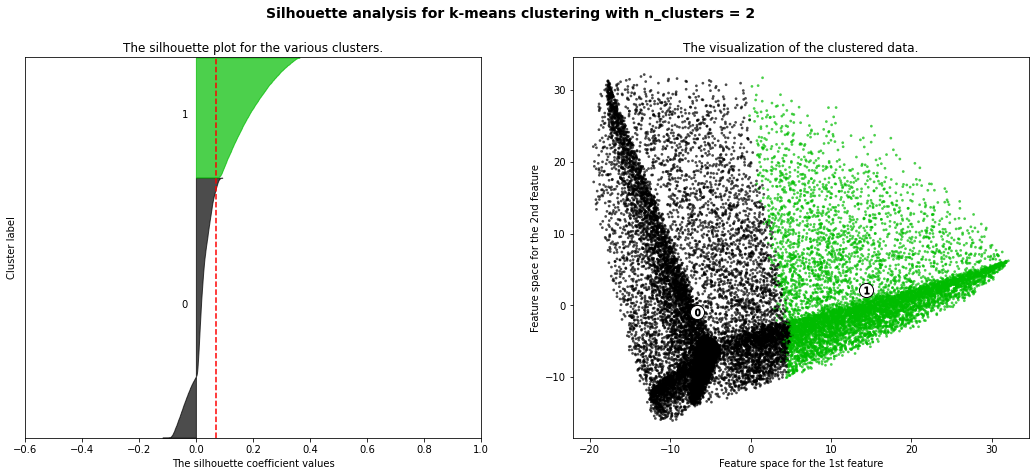 Silhouette analysis for k-means clustering with n_clusters = 2
The silhouette plot for the various clusters.
Cluster label
1
0
−0.6 −0.4 −0.2 0.0 0.2 0.4 0.6 0.8 1.0
The silhouette coefficient values
The visualization of the clustered data.
Feature space for the 2nd feature
30
20
10
0
−10
1
0
−20 −10 0 10 20 30
Feature space for the 1st feature